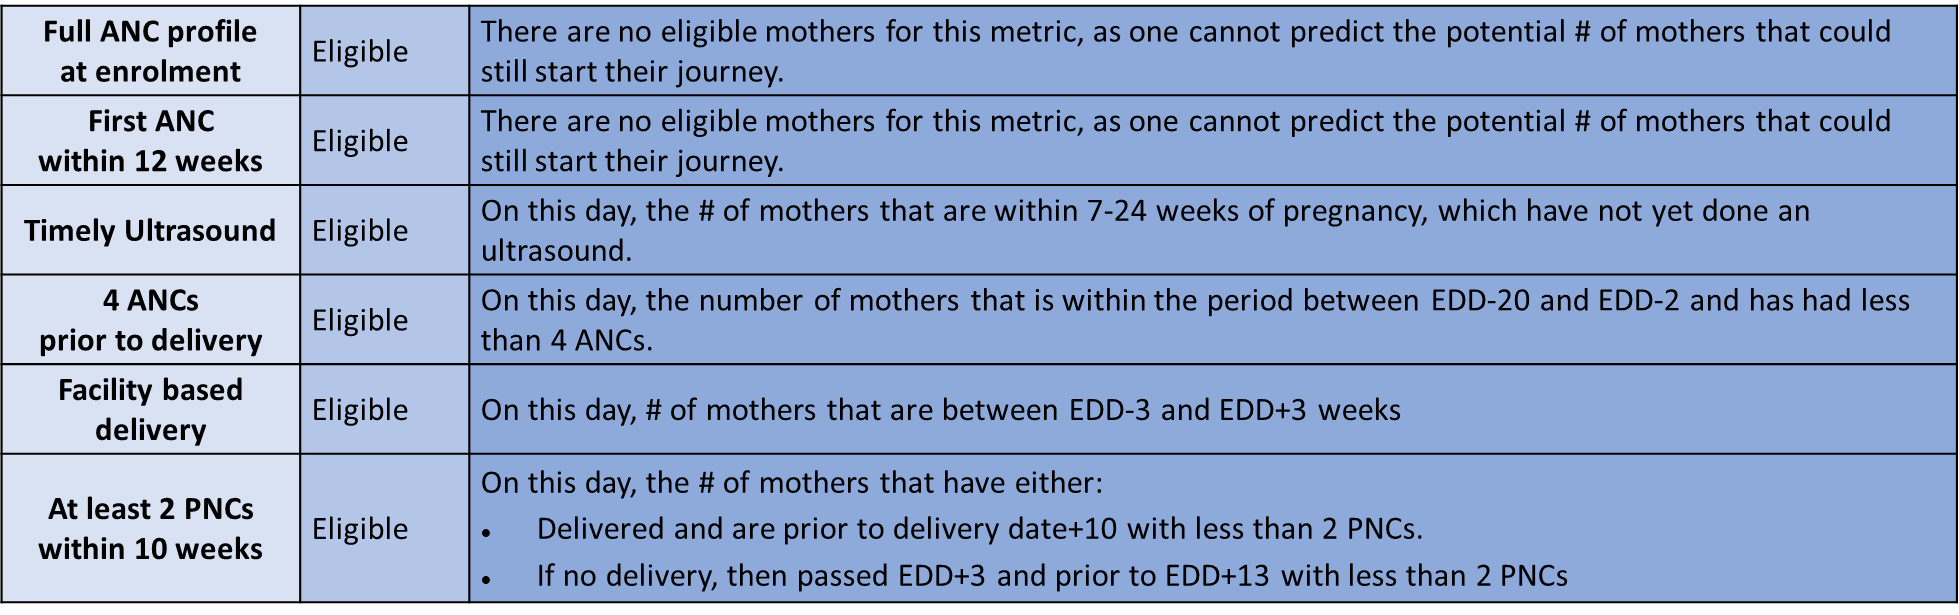 Full ANC profile
at enrolment
Eligible
There are no eligible mothers for this metric, as one cannot predict the potential # of mothers that could
still start their journey.
First ANC
within 12 weeks
Eligible
There are no eligible mothers for this metric, as one cannot predict the potential # of mothers that could
still start their journey.
Timely Ultrasound
Eligible
On this day, the # of mothers that are within 7-24 weeks of pregnancy, which have not yet done an
ultrasound.
4 ANCs
prior to delivery
Eligible
On this day, the number of mothers that is within the period between EDD-20 and EDD-2 and has had less
than 4 ANCs.
Facility based
delivery
Eligible
On this day, # of mothers that are between EDD-3 and EDD+3 weeks
At least 2 PNCs
within 10 weeks
Eligible
On this day, the # of mothers that have either:
• Delivered and are prior to delivery date+10 with less than 2 PNCs.
• If no delivery, then passed EDD+3 and prior to EDD+13 with less than 2 PNCs